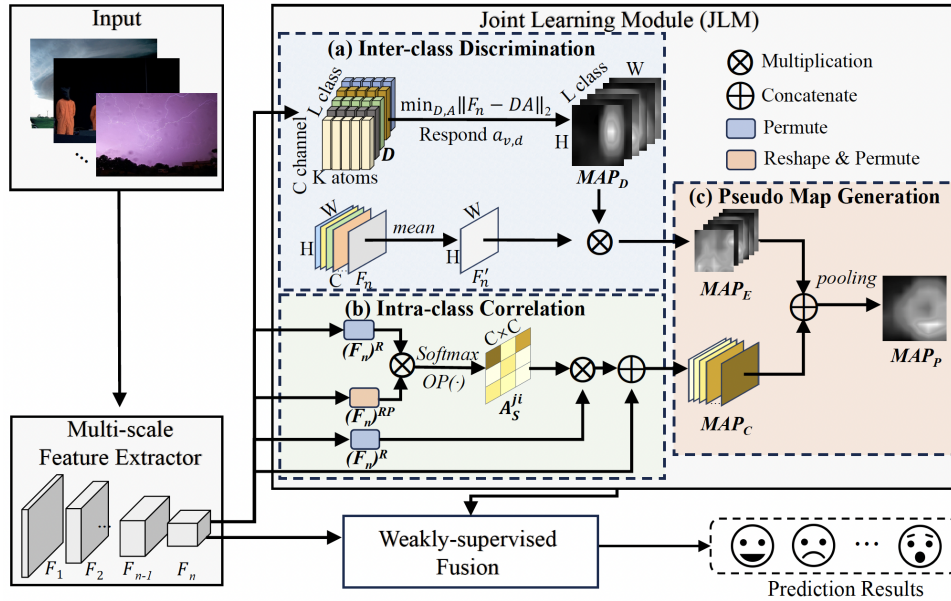 Input
Joint Learning Module (JLM)
(a) Inter-class Discrimination
L class
C channel
K atoms
D
min_{D,A}‖F_n − DA‖_2
Respond a_{v,d}
L class
W
H
MAP_D
W
H
C
...
F_n
mean
W
H
F'_n
Multiplication
Concatenate
Permute
Reshape & Permute
(b) Intra-class Correlation
(F_n)^R
(F_n)^{RP}
(F_n)^R
Softmax
OP(·)
C×C
A_S^{ji}
(c) Pseudo Map Generation
MAP_E
pooling
MAP_P
...
MAP_C
Multi-scale
Feature Extractor
...
F_1 F_2 F_{n-1} F_n
Weakly-supervised
Fusion
...
Prediction Results